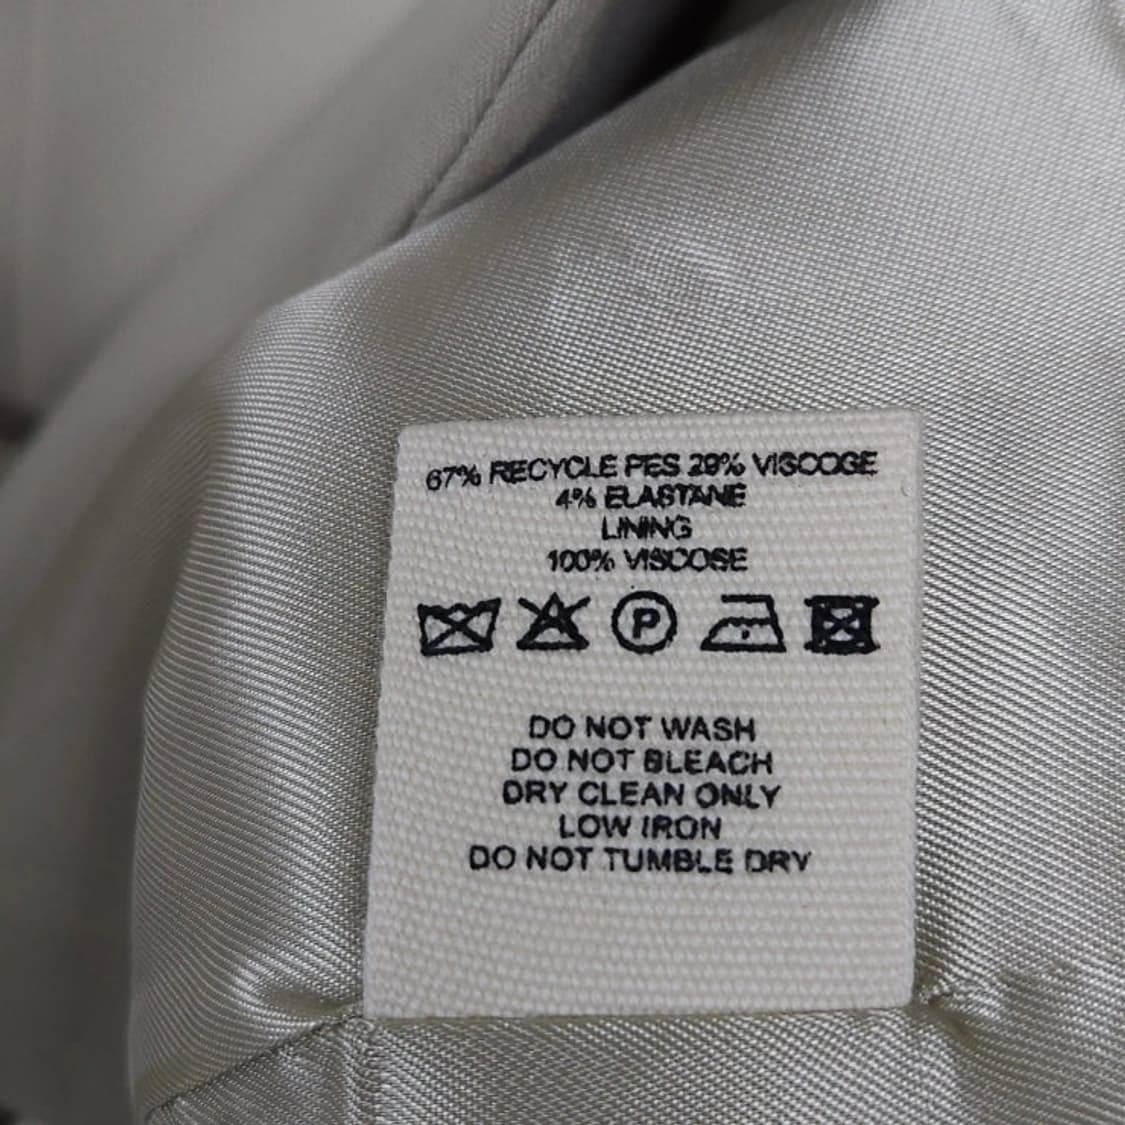 67% RECYCLE PES 29% VISCOGE
4% ELASTANE
LINING
100% VISCOSE
P
DO NOT WASH
DO NOT BLEACH
DRY CLEAN ONLY
LOW IRON
DO NOT TUMBLE DRY